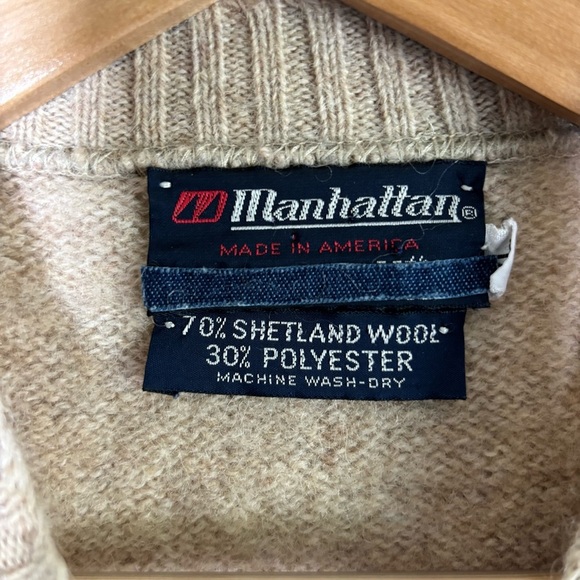 Manhattan®
MADE IN AMERICA
70% SHETLAND WOOL
30% POLYESTER
MACHINE WASH-DRY